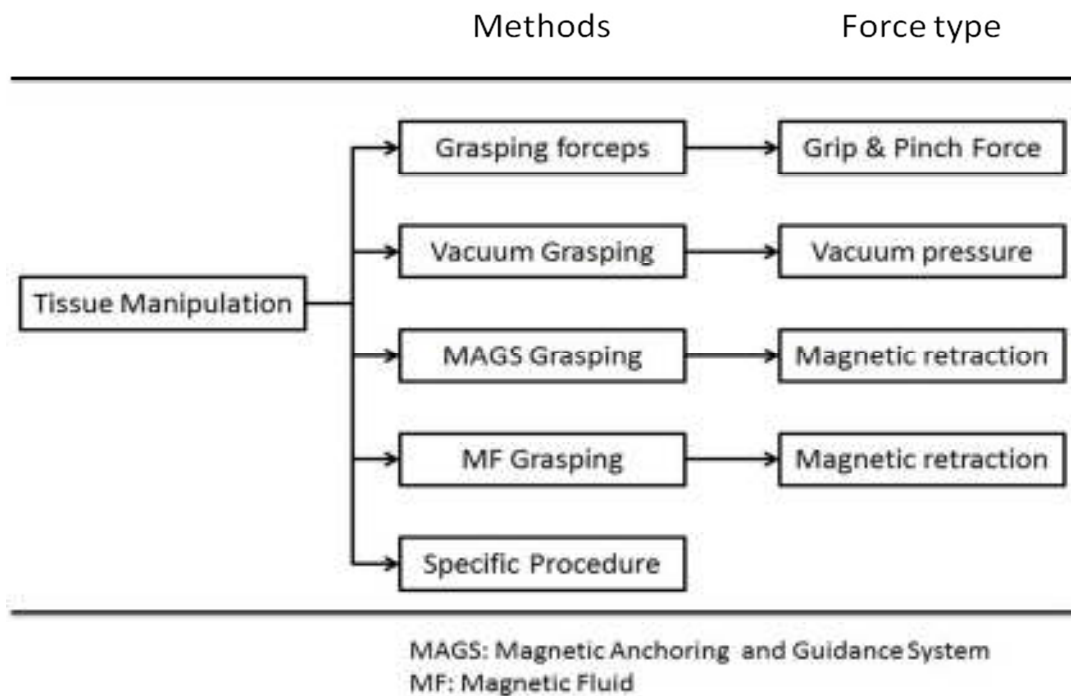 Methods Force type
Grasping forceps Grip & Pinch Force
Vacuum Grasping Vacuum pressure
Tissue Manipulation
MAGS Grasping Magnetic retraction
MF Grasping Magnetic retraction
Specific Procedure
MAGS: Magnetic Anchoring and Guidance System
MF: Magnetic Fluid